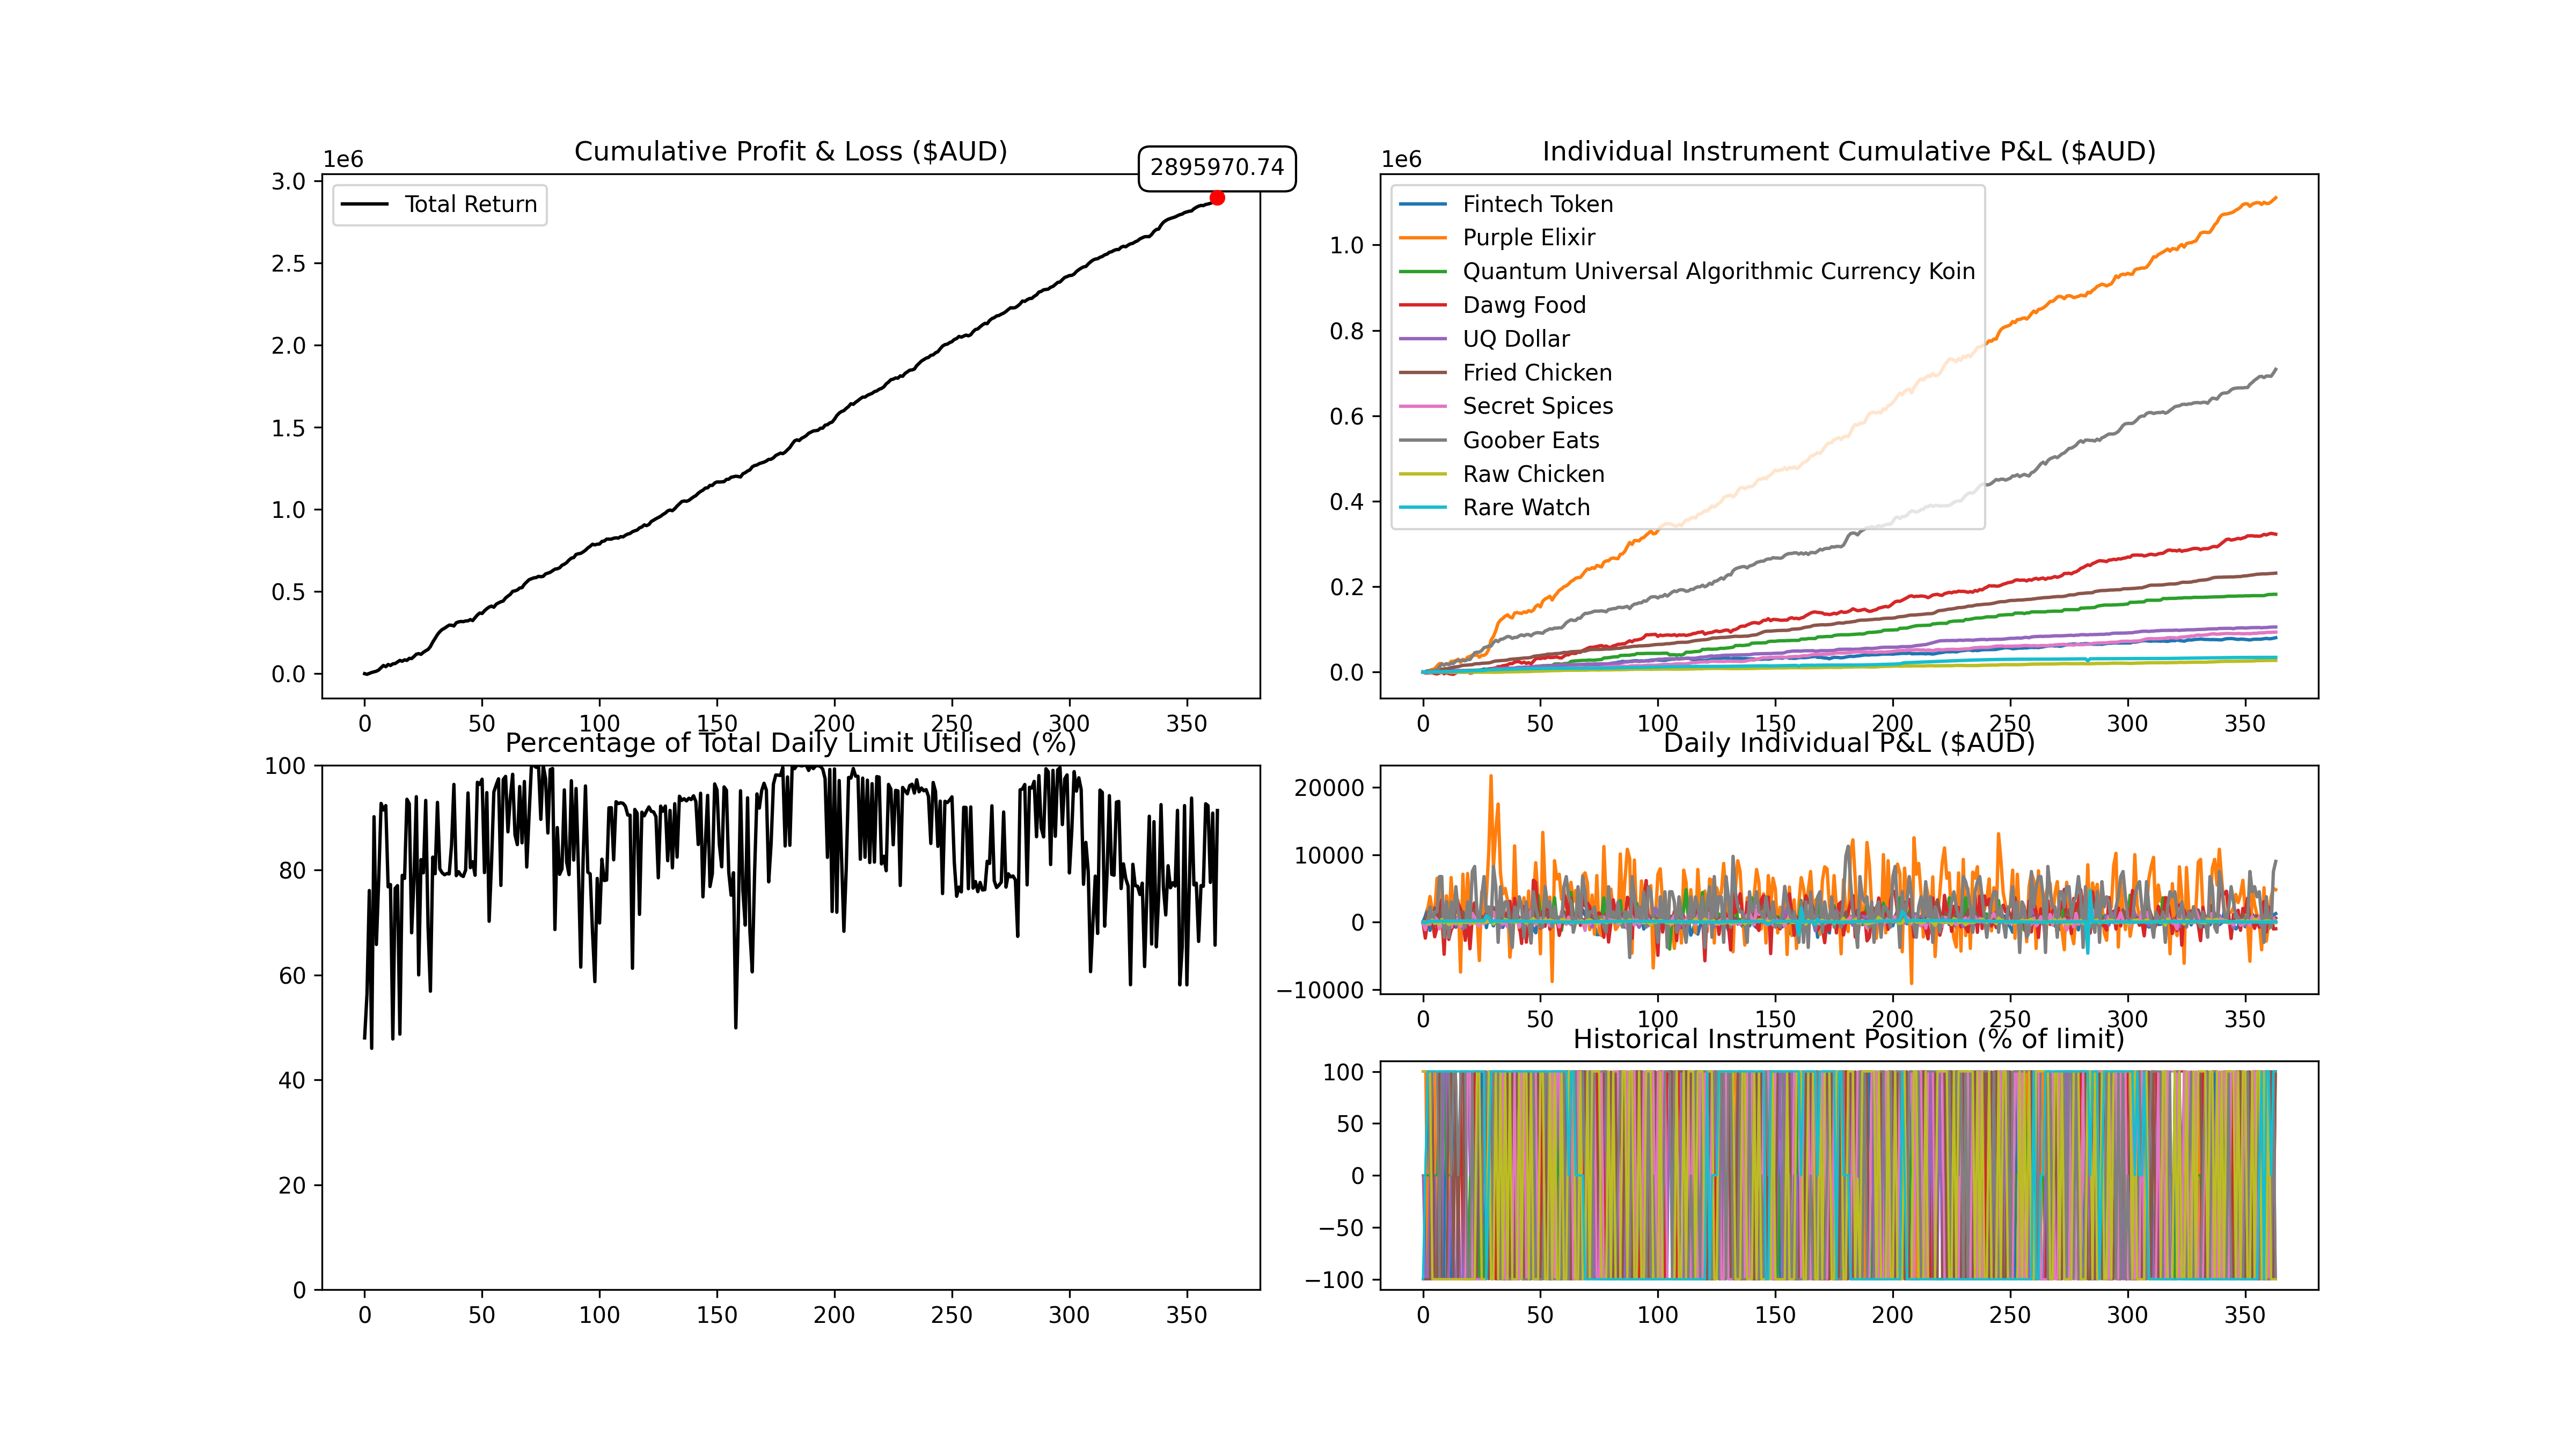 Cumulative Profit & Loss ($AUD)
1e6
2895970.74
Total Return
3.0
2.5
2.0
1.5
1.0
0.5
0.0
0 50 100 150 200 250 300 350
Individual Instrument Cumulative P&L ($AUD)
1e6
Fintech Token
Purple Elixir
Quantum Universal Algorithmic Currency Koin
Dawg Food
UQ Dollar
Fried Chicken
Secret Spices
Goober Eats
Raw Chicken
Rare Watch
1.0
0.8
0.6
0.4
0.2
0.0
0 50 100 150 200 250 300 350
Percentage of Total Daily Limit Utilised (%)
100
80
60
40
20
0
0 50 100 150 200 250 300 350
Daily Individual P&L ($AUD)
20000
10000
0
−10000
0 50 100 150 200 250 300 350
Historical Instrument Position (% of limit)
100
50
0
−50
−100
0 50 100 150 200 250 300 350